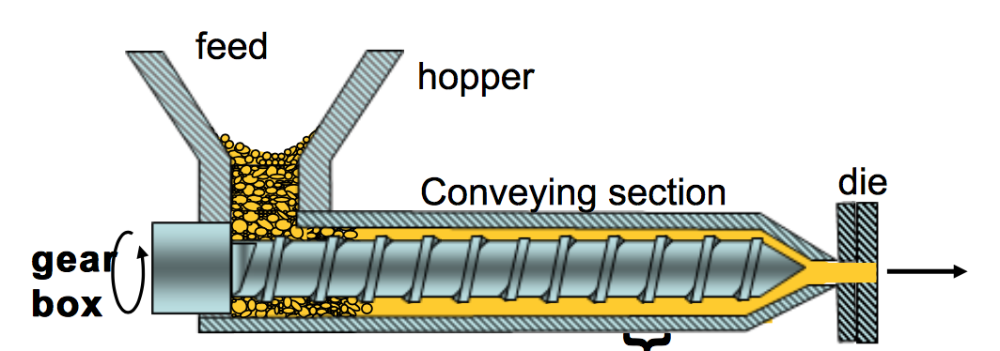 feed
hopper
Conveying section
die
gear
box